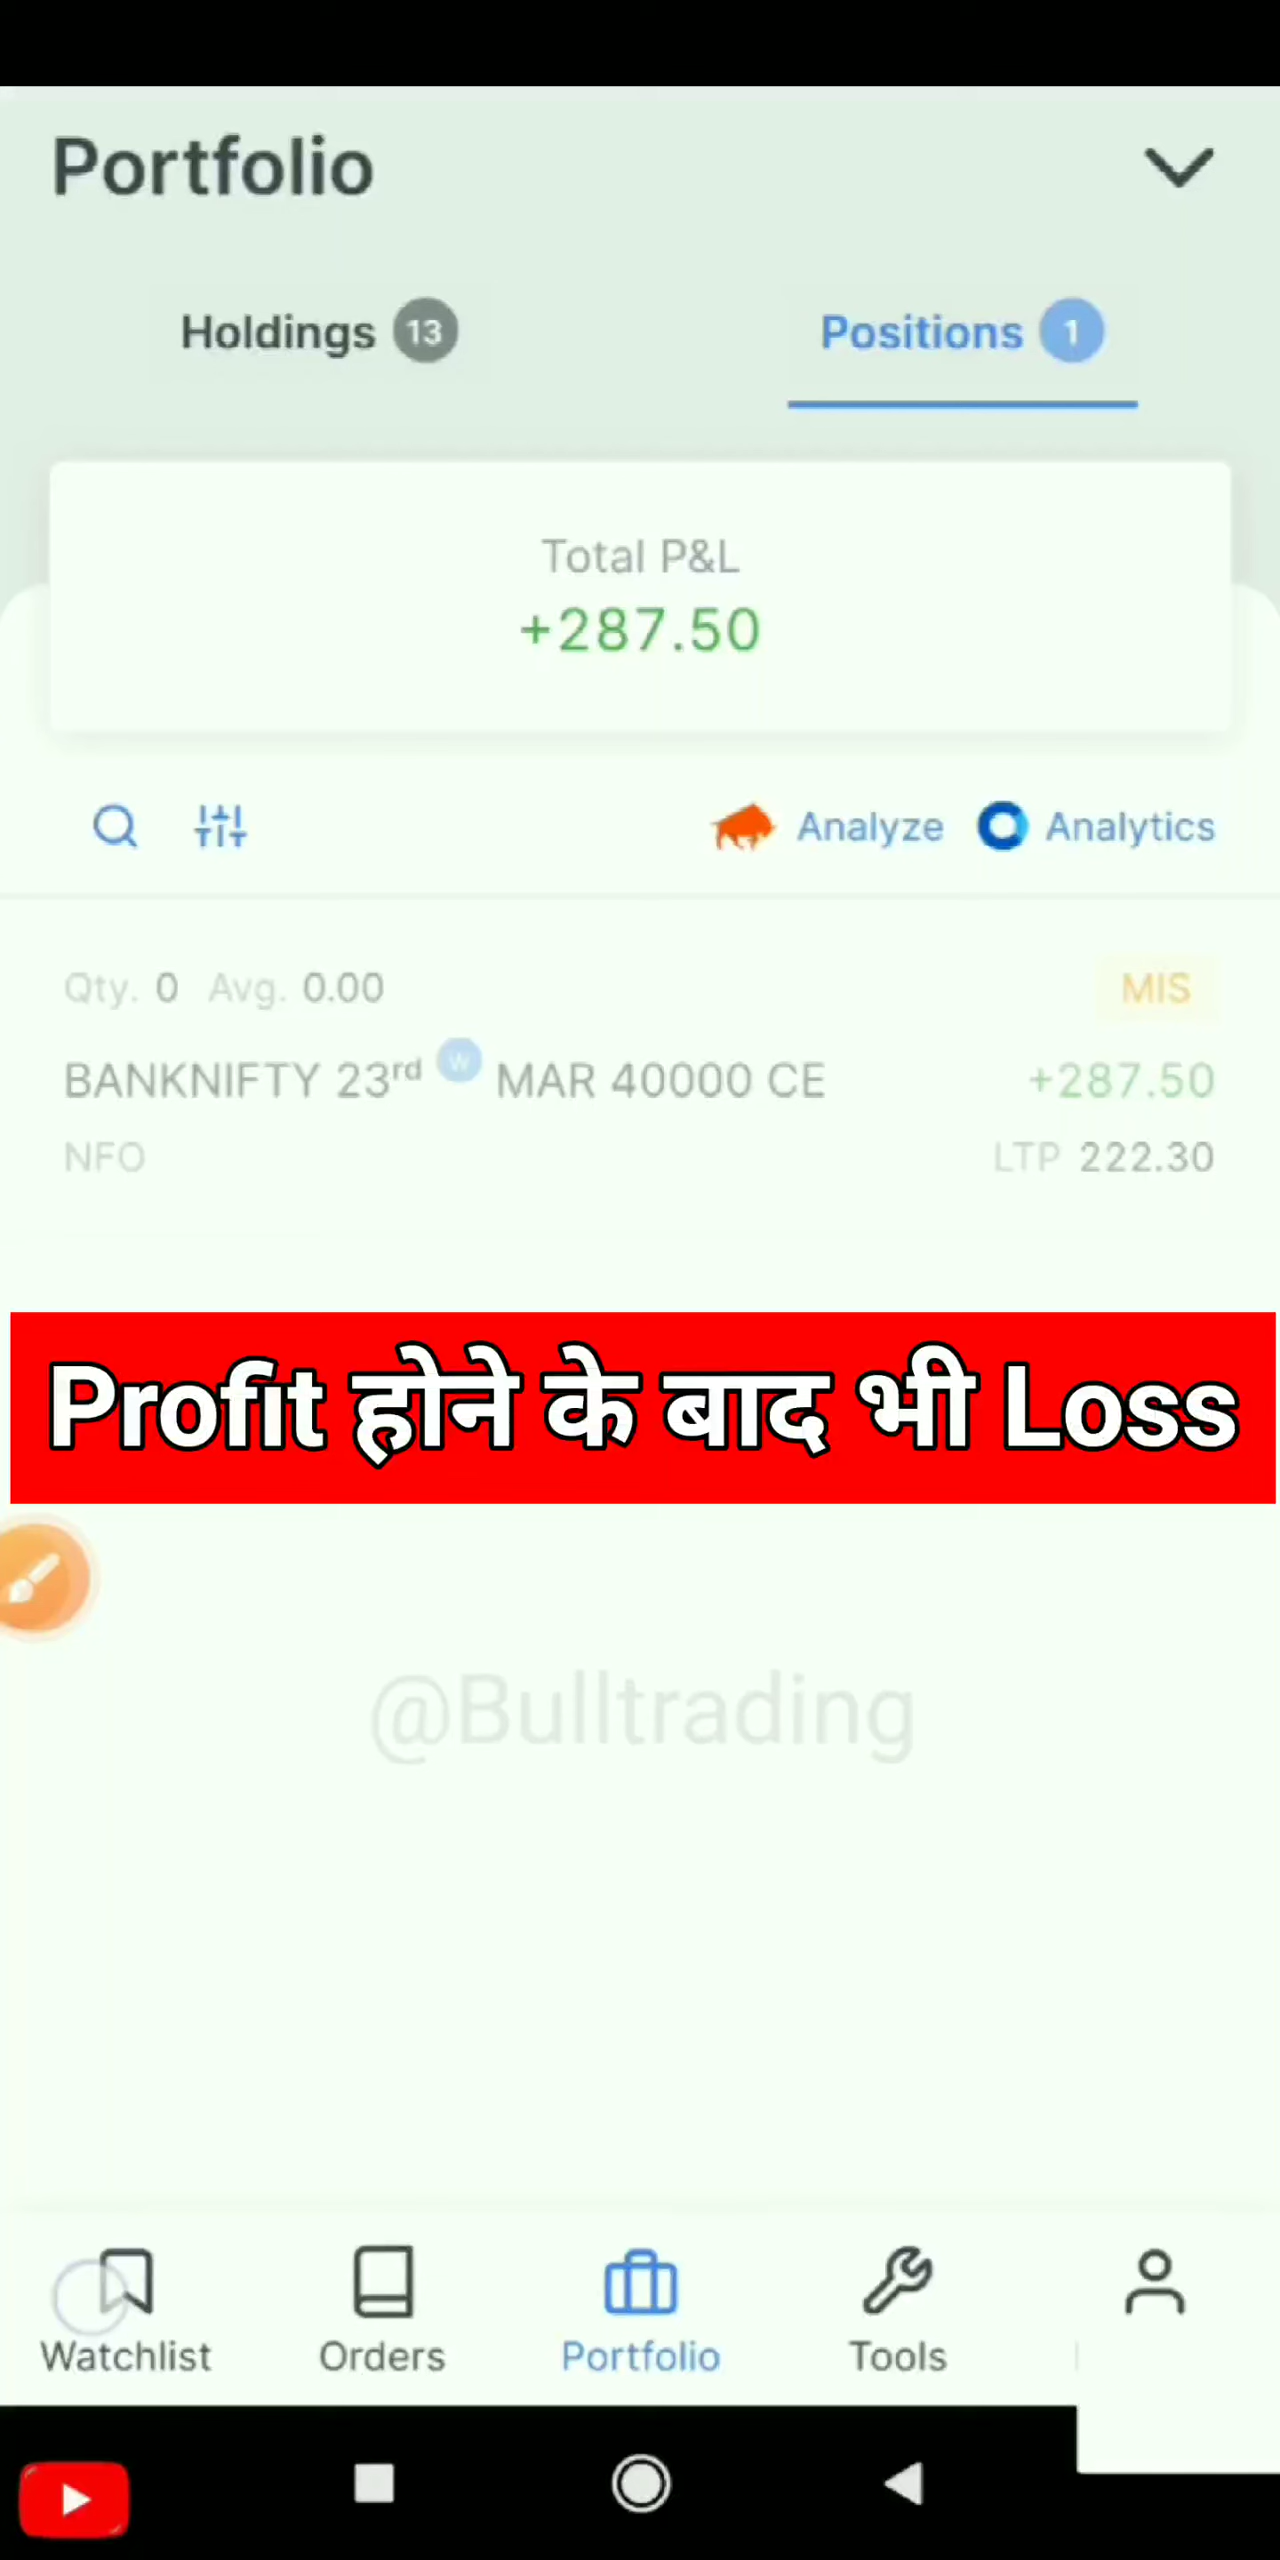 Portfolio
Holdings 13
Positions 1
Total P&L
+287.50
Analyze
Analytics
Qty. 0 Avg. 0.00
MIS
BANKNIFTY 23rd W MAR 40000 CE
+287.50
NFO
LTP 222.30
Profit होने के बाद भी Loss
@Bulltrading
Watchlist
Orders
Portfolio
Tools